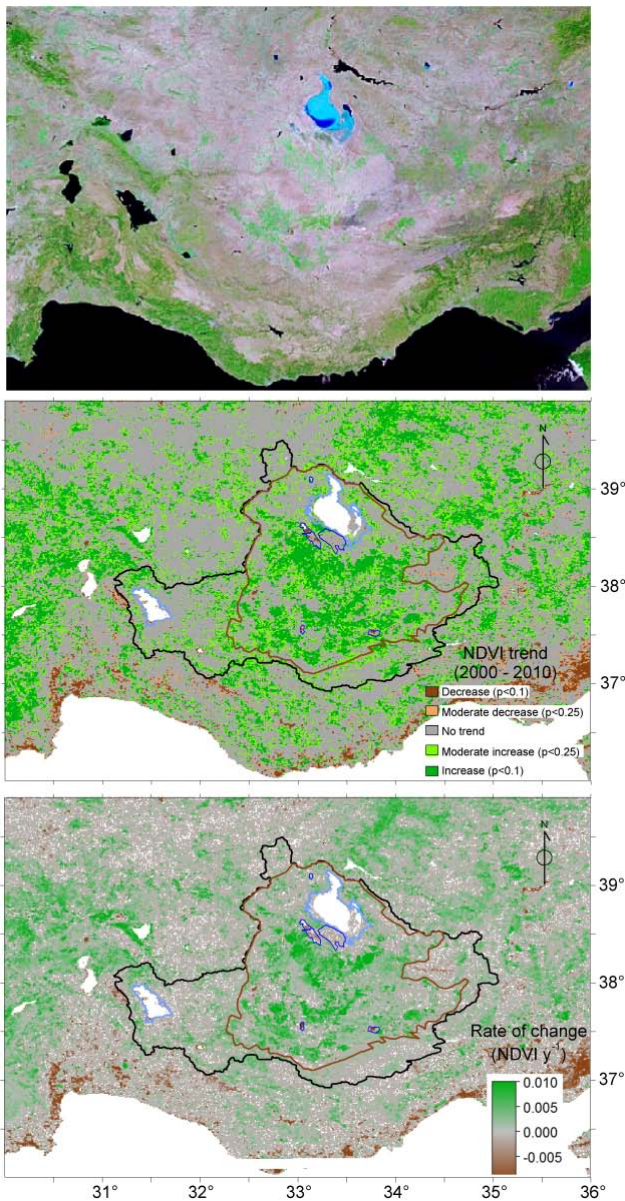 N
39°
38°
NDVI trend
(2000 - 2010)
37°
Decrease (p<0.1)
Moderate decrease (p<0.25)
No trend
Moderate increase (p<0.25)
Increase (p<0.1)
N
39°
38°
Rate of change
(NDVI y⁻¹)
37°
0.010
0.005
0.000
-0.005
31° 32° 33° 34° 35° 36°